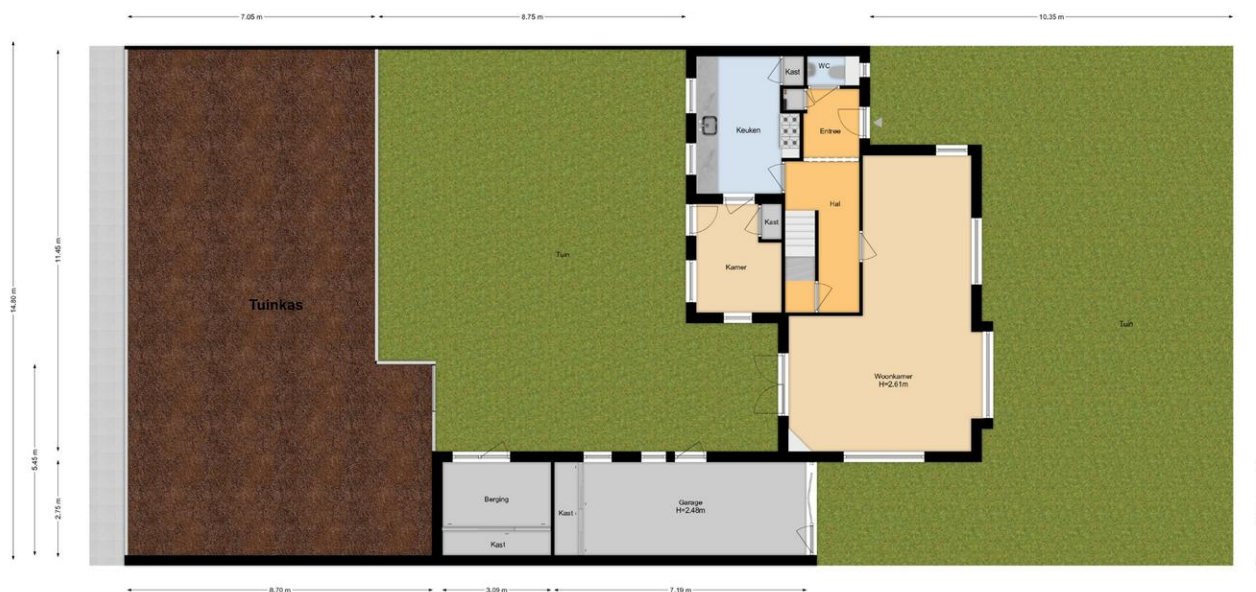 7.05 m
8.75 m
10.35 m
WC
Kast
Keuken
Entree
Hal
Kast
Kamer
Tuin
Tuinkas
Tuin
Woonkamer
H=2.61m
14.80 m
11.45 m
5.45 m
2.75 m
Berging
Kast
Kast
Garage
H=2.48m
8.70 m
3.09 m
7.19 m